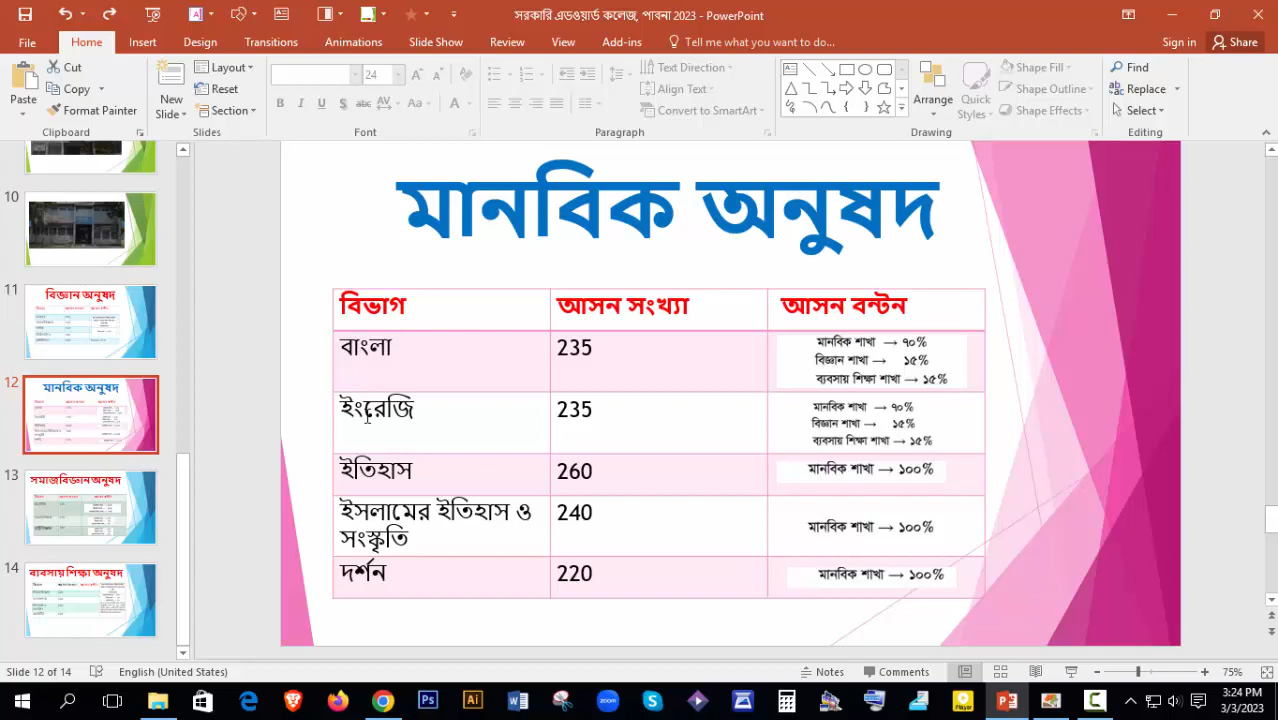 সরকারি এডওয়ার্ড কলেজ, পাবনা 2023 - PowerPoint
File Home Insert Design Transitions Animations Slide Show Review View Add-ins Tell me what you want to do... Sign in Share
Paste
Cut
Copy
Format Painter
Clipboard
New Slide
Layout
Reset
Section
Slides
24
B I U S abc AV Aa A
Font
Paragraph
Text Direction
Align Text
Convert to SmartArt
Arrange
Quick Styles
Shape Fill
Shape Outline
Shape Effects
Drawing
Find
Replace
Select
Editing
10
11
বিজ্ঞান অনুষদ
12
মানবিক অনুষদ
13
সমাজবিজ্ঞান অনুষদ
14
ব্যবসায় শিক্ষা অনুষদ
মানবিক অনুষদ
বিভাগ আসন সংখ্যা আসন বন্টন
বাংলা 235 মানবিক শাখা → ৭০%
বিজ্ঞান শাখা → ১৫%
ব্যবসায় শিক্ষা শাখা → ১৫%
ইংরেজি 235 মানবিক শাখা → ৭০%
বিজ্ঞান শাখা → ১৫%
ব্যবসায় শিক্ষা শাখা → ১৫%
ইতিহাস 260 মানবিক শাখা → ১০০%
ইসলামের ইতিহাস ও সংস্কৃতি 240 মানবিক শাখা → ১০০%
দর্শন 220 মানবিক শাখা → ১০০%
Slide 12 of 14 English (United States) Notes Comments 75%
3:24 PM
3/3/2023